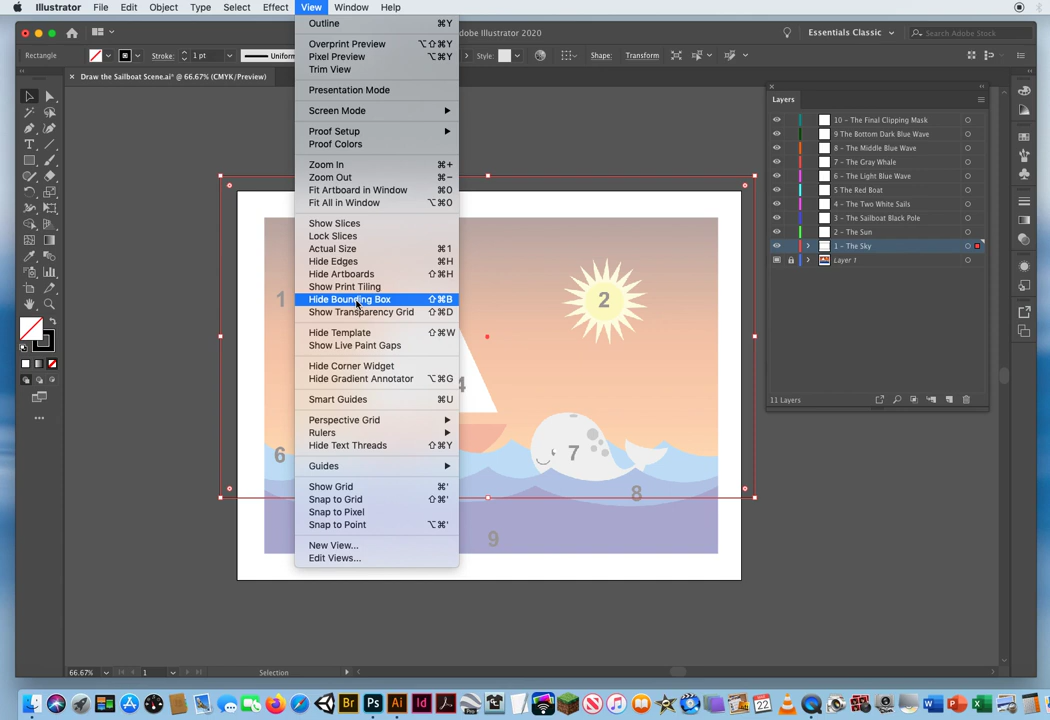 Illustrator File Edit Object Type Select Effect View Window Help
Adobe Illustrator 2020
Essentials Classic
Search Adobe Stock
Rectangle
Stroke: 1 pt Uniform
Style:
Shape:
Transform
× Draw the Sailboat Scene.ai* @ 66.67% (CMYK/Preview)
Outline ⌘Y
Overprint Preview ⌥⇧⌘Y
Pixel Preview ⌥⌘Y
Trim View
Presentation Mode
Screen Mode
Proof Setup
Proof Colors
Zoom In ⌘+
Zoom Out ⌘−
Fit Artboard in Window ⌘0
Fit All in Window ⌥⌘0
Show Slices
Lock Slices
Actual Size ⌘1
Hide Edges ⌘H
Hide Artboards ⇧⌘H
Show Print Tiling
Hide Bounding Box ⇧⌘B
Show Transparency Grid ⇧⌘D
Hide Template ⇧⌘W
Show Live Paint Gaps
Hide Corner Widget
Hide Gradient Annotator ⌥⌘G
Smart Guides ⌘U
Perspective Grid
Rulers
Hide Text Threads ⇧⌘Y
Guides
Show Grid ⌘'
Snap to Grid ⇧⌘'
Snap to Pixel
Snap to Point ⌥⌘'
New View...
Edit Views...
1
2
4
6
7
8
9
Layers
10 - The Final Clipping Mask
9 The Bottom Dark Blue Wave
8 - The Middle Blue Wave
7 - The Gray Whale
6 - The Light Blue Wave
5 The Red Boat
4 - The Two White Sails
3 - The Sailboat Black Pole
2 - The Sun
1 - The Sky
Layer 1
11 Layers
66.67%
1
Selection
Br Ps Ai Id
22
W P X